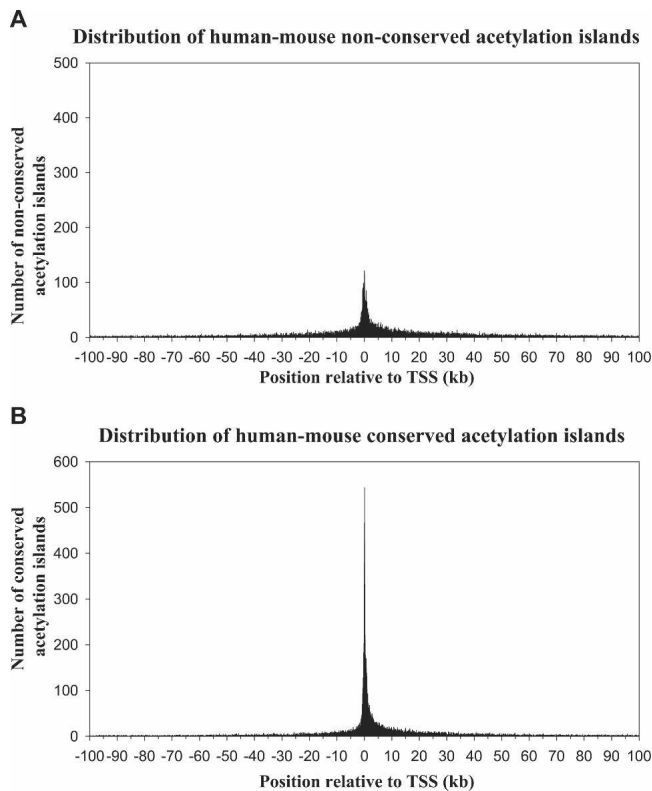 A
Distribution of human-mouse non-conserved acetylation islands
Number of non-conserved
acetylation islands
500
400
300
200
100
0
-100 -90 -80 -70 -60 -50 -40 -30 -20 -10 0 10 20 30 40 50 60 70 80 90 100
Position relative to TSS (kb)
B
Distribution of human-mouse conserved acetylation islands
Number of conserved
acetylation islands
600
500
400
300
200
100
0
-100 -90 -80 -70 -60 -50 -40 -30 -20 -10 0 10 20 30 40 50 60 70 80 90 100
Position relative to TSS (kb)